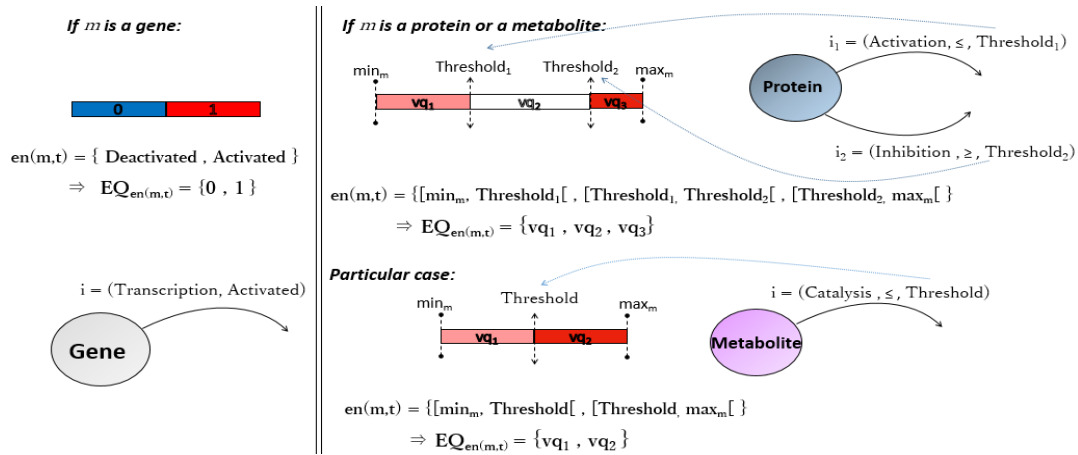 If m is a gene:
0 1
en(m,t) = { Deactivated , Activated }
⇒ EQen(m,t) = {0 , 1 }
i = (Transcription, Activated)
Gene
If m is a protein or a metabolite:
minm Threshold1 Threshold2 maxm
vq1 vq2 vq3
i1 = (Activation, ≤ , Threshold1)
Protein
i2 = (Inhibition , ≥ , Threshold2)
en(m,t) = {[minm, Threshold1[ , [Threshold1, Threshold2[ , [Threshold2, maxm[ }
⇒ EQen(m,t) = {vq1 , vq2 , vq3}
Particular case:
minm Threshold maxm
vq1 vq2
i = (Catalysis , ≤, Threshold)
Metabolite
en(m,t) = {[minm, Threshold[ , [Threshold, maxm[ }
⇒ EQen(m,t) = {vq1 , vq2 }